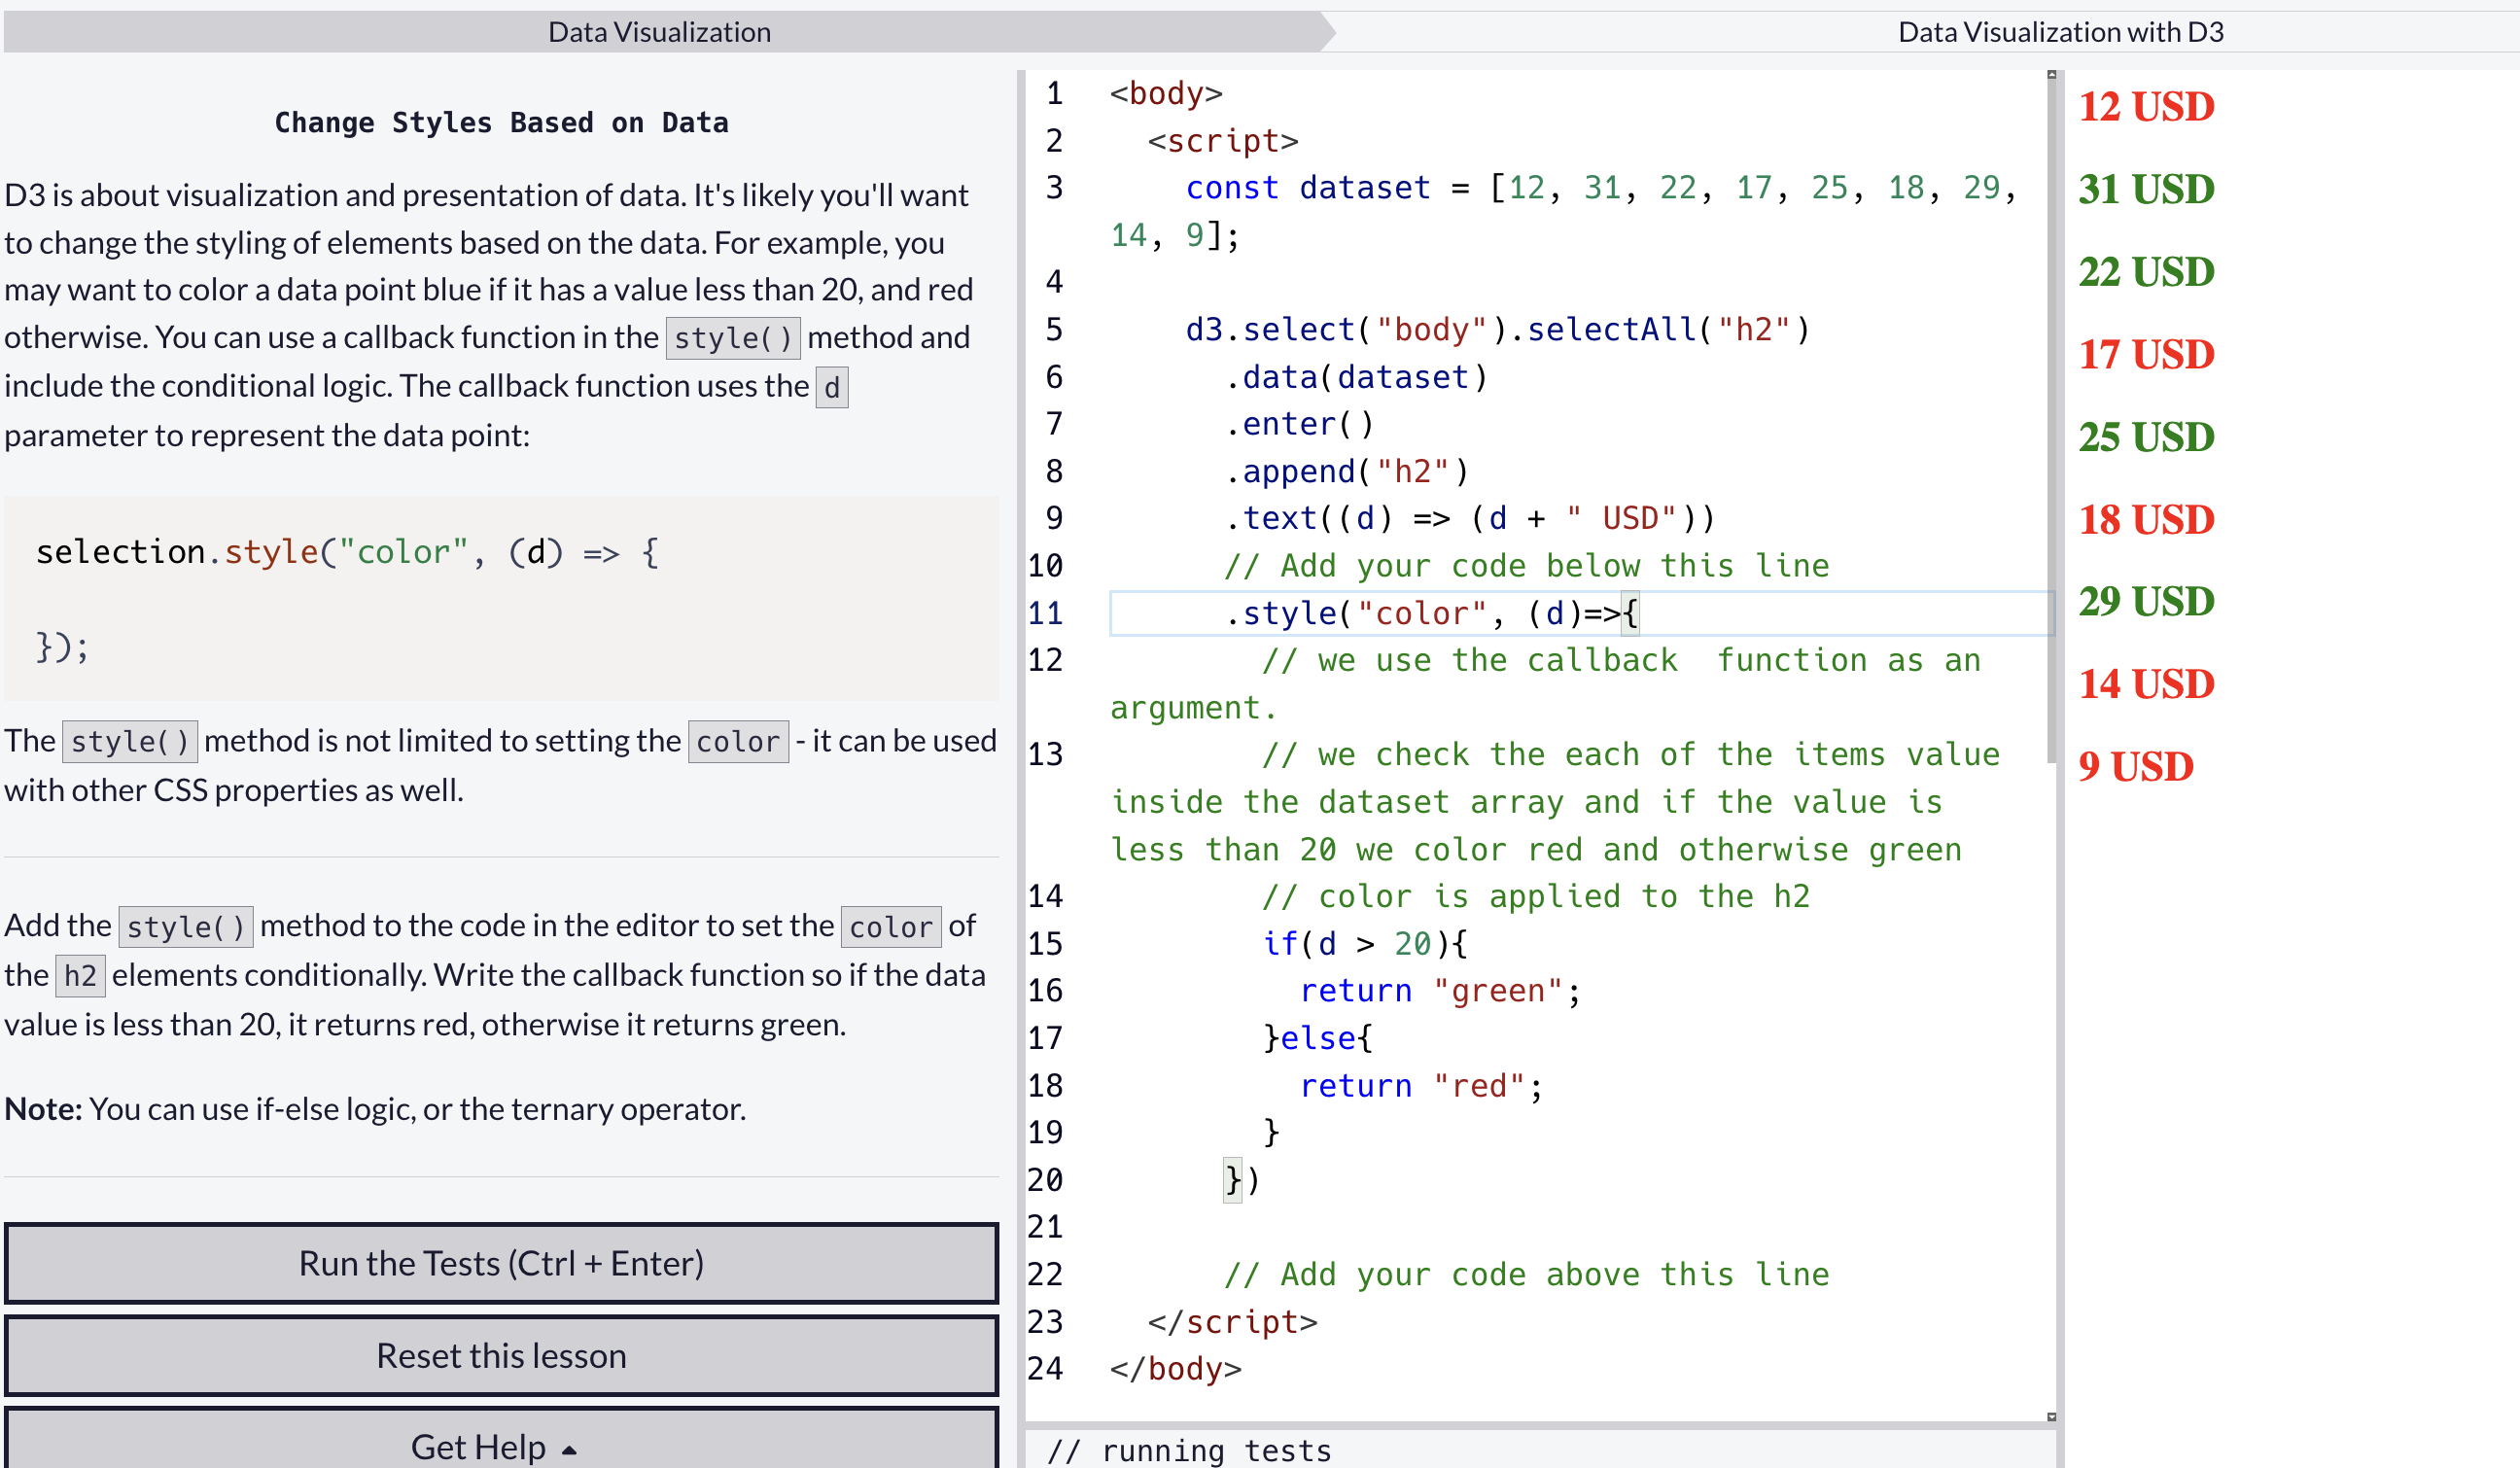 Data Visualization
Data Visualization with D3
Change Styles Based on Data
D3 is about visualization and presentation of data. It's likely you'll want
to change the styling of elements based on the data. For example, you
may want to color a data point blue if it has a value less than 20, and red
otherwise. You can use a callback function in the style() method and
include the conditional logic. The callback function uses the d
parameter to represent the data point:
selection.style("color", (d) => {
});
The style() method is not limited to setting the color - it can be used
with other CSS properties as well.
Add the style() method to the code in the editor to set the color of
the h2 elements conditionally. Write the callback function so if the data
value is less than 20, it returns red, otherwise it returns green.
Note: You can use if-else logic, or the ternary operator.
Run the Tests (Ctrl + Enter)
Reset this lesson
Get Help
1 <body>
2 <script>
3 const dataset = [12, 31, 22, 17, 25, 18, 29,
14, 9];
4
5 d3.select("body").selectAll("h2")
6 .data(dataset)
7 .enter()
8 .append("h2")
9 .text((d) => (d + " USD"))
10 // Add your code below this line
11 .style("color", (d)=>{
12 // we use the callback  function as an
argument.
13 // we check the each of the items value
inside the dataset array and if the value is
less than 20 we color red and otherwise green
14 // color is applied to the h2
15 if(d > 20){
16 return "green";
17 }else{
18 return "red";
19 }
20 })
21
22 // Add your code above this line
23 </script>
24 </body>
// running tests
12 USD
31 USD
22 USD
17 USD
25 USD
18 USD
29 USD
14 USD
9 USD